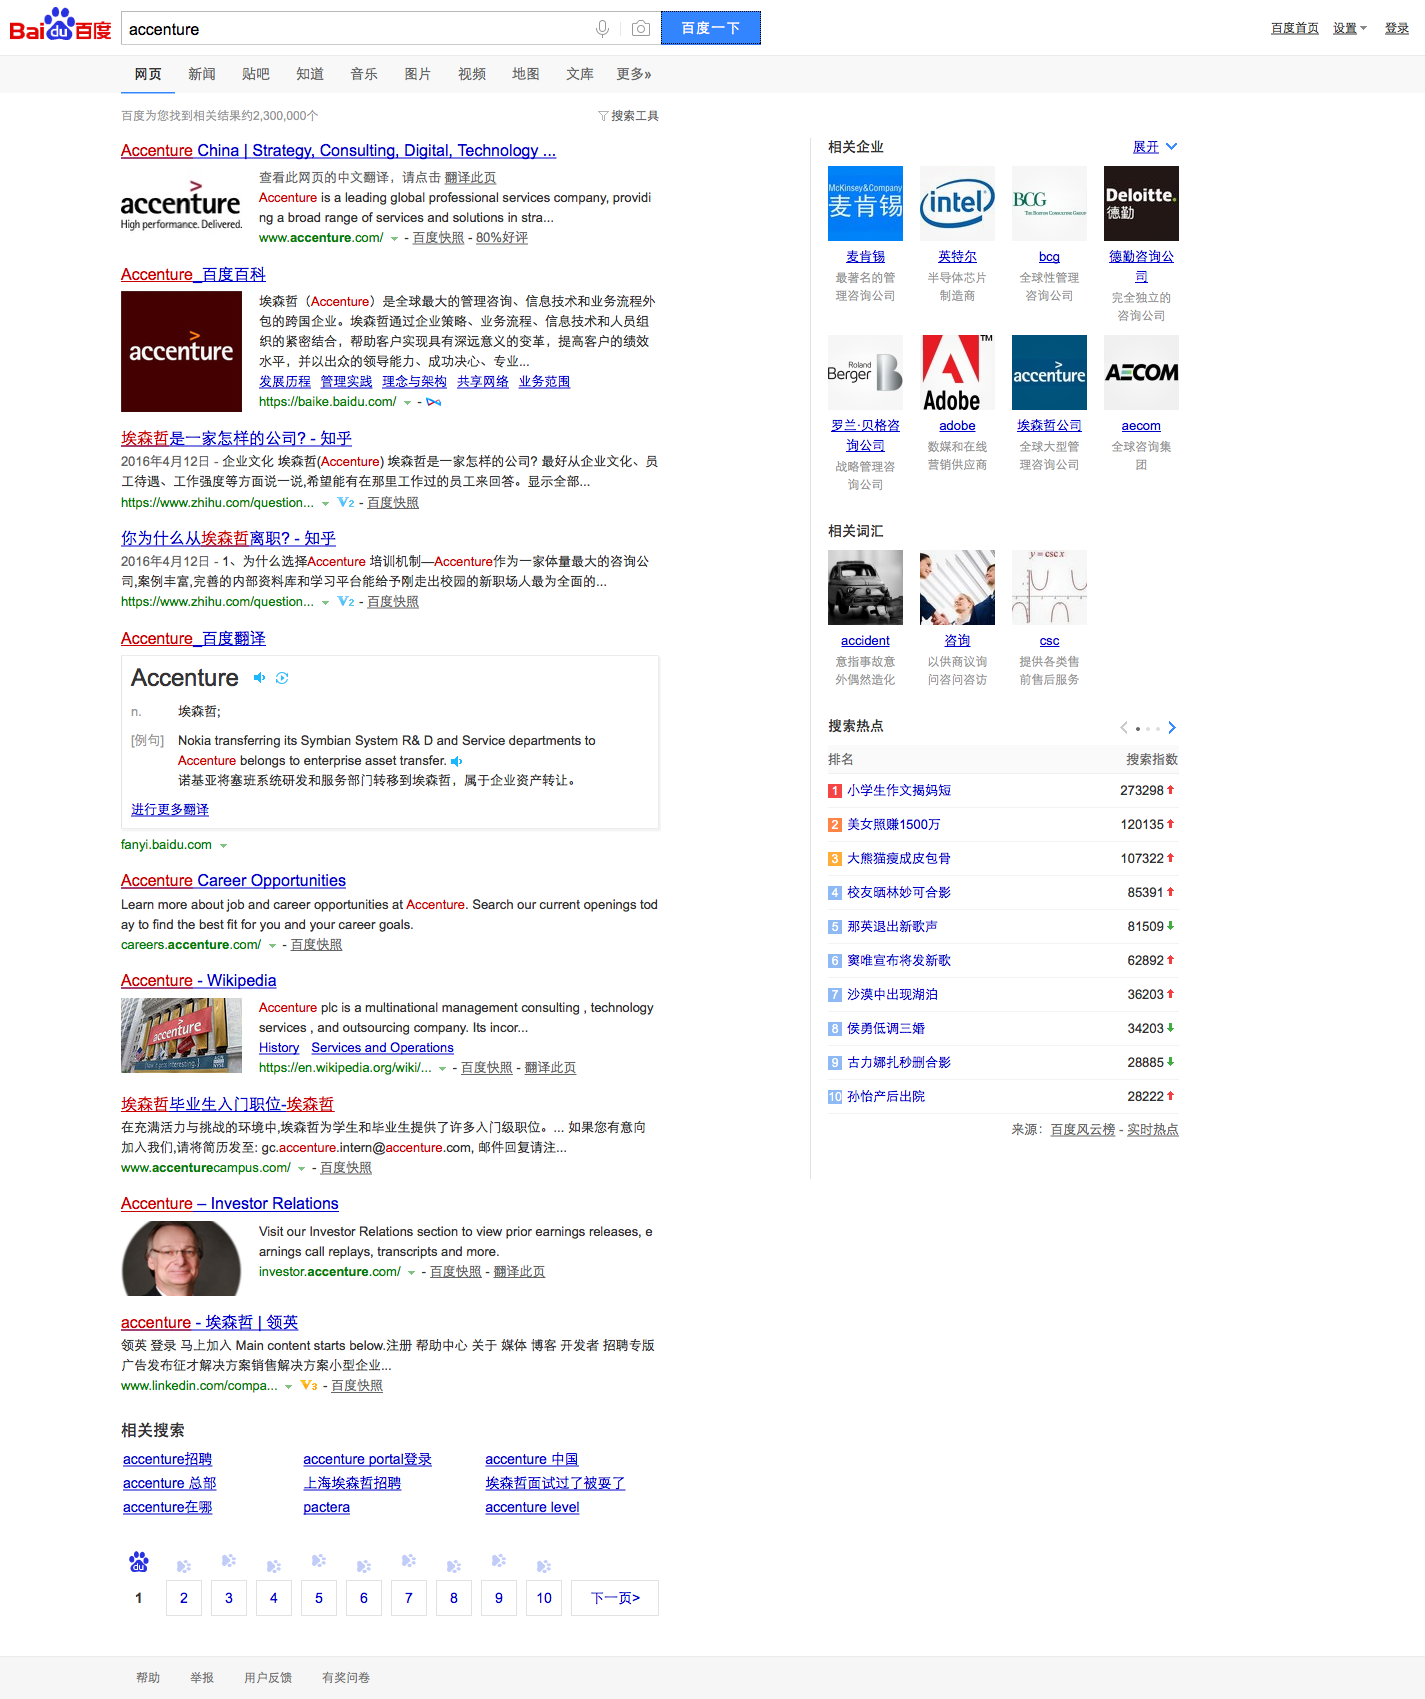 Baidu百度
accenture
百度一下
百度首页 设置 登录
网页 新闻 贴吧 知道 音乐 图片 视频 地图 文库 更多»
百度为您找到相关结果约2,300,000个
搜索工具
Accenture China | Strategy, Consulting, Digital, Technology ...
accenture
High performance. Delivered.
查看此网页的中文翻译，请点击 翻译此页
Accenture is a leading global professional services company, providi
ng a broad range of services and solutions in stra...
www.accenture.com/ - 百度快照 - 80%好评
Accenture_百度百科
accenture
埃森哲（Accenture）是全球最大的管理咨询、信息技术和业务流程外
包的跨国企业。埃森哲通过企业策略、业务流程、信息技术和人员组
织的紧密结合，帮助客户实现具有深远意义的变革，提高客户的绩效
水平，并以出众的领导能力、成功决心、专业...
发展历程 管理实践 理念与架构 共享网络 业务范围
https://baike.baidu.com/ -
埃森哲是一家怎样的公司? - 知乎
2016年4月12日 - 企业文化 埃森哲(Accenture) 埃森哲是一家怎样的公司? 最好从企业文化、员
工待遇、工作强度等方面说一说,希望能有在那里工作过的员工来回答。显示全部...
https://www.zhihu.com/question... V2 - 百度快照
你为什么从埃森哲离职? - 知乎
2016年4月12日 - 1、为什么选择Accenture 培训机制—Accenture作为一家体量最大的咨询公
司,案例丰富,完善的内部资料库和学习平台能给予刚走出校园的新职场人最为全面的...
https://www.zhihu.com/question... V2 - 百度快照
Accenture_百度翻译
Accenture
n. 埃森哲;
[例句] Nokia transferring its Symbian System R& D and Service departments to
Accenture belongs to enterprise asset transfer.
诺基亚将塞班系统研发和服务部门转移到埃森哲，属于企业资产转让。
进行更多翻译
fanyi.baidu.com
Accenture Career Opportunities
Learn more about job and career opportunities at Accenture. Search our current openings tod
ay to find the best fit for you and your career goals.
careers.accenture.com/ - 百度快照
Accenture - Wikipedia
accenture
Accenture plc is a multinational management consulting , technology
services , and outsourcing company. Its incor...
History Services and Operations
https://en.wikipedia.org/wiki/... - 百度快照 - 翻译此页
埃森哲毕业生入门职位-埃森哲
在充满活力与挑战的环境中,埃森哲为学生和毕业生提供了许多入门级职位。... 如果您有意向
加入我们,请将简历发至: gc.accenture.intern@accenture.com, 邮件回复请注...
www.accenturecampus.com/ - 百度快照
Accenture – Investor Relations
Visit our Investor Relations section to view prior earnings releases, e
arnings call replays, transcripts and more.
investor.accenture.com/ - 百度快照 - 翻译此页
accenture - 埃森哲 | 领英
领英 登录 马上加入 Main content starts below.注册 帮助中心 关于 媒体 博客 开发者 招聘专版
广告发布征才解决方案销售解决方案小型企业...
www.linkedin.com/compa... V3 - 百度快照
相关搜索
accenture招聘 accenture portal登录 accenture 中国
accenture 总部 上海埃森哲招聘 埃森哲面试过了被耍了
accenture在哪 pactera accenture level
du
1 2 3 4 5 6 7 8 9 10 下一页>
相关企业 展开
McKinsey&Company
麦肯锡
intel
BCG
THE BOSTON CONSULTING GROUP
Deloitte.
德勤
麦肯锡 英特尔 bcg 德勤咨询公
司
最著名的管
理咨询公司
半导体芯片
制造商
全球性管理
咨询公司
完全独立的
咨询公司
Roland
Berger B
Adobe TM
accenture
AECOM
罗兰·贝格咨
询公司
adobe 埃森哲公司 aecom
战略管理咨
询公司
数媒和在线
营销供应商
全球大型管
理咨询公司
全球咨询集
团
相关词汇
y = csc x
accident 咨询 csc
意指事故意
外偶然造化
以供商议询
问咨问咨访
提供各类售
前售后服务
搜索热点
排名 搜索指数
1 小学生作文揭妈短 273298
2 美女照赚1500万 120135
3 大熊猫瘦成皮包骨 107322
4 校友晒林妙可合影 85391
5 那英退出新歌声 81509
6 窦唯宣布将发新歌 62892
7 沙漠中出现湖泊 36203
8 侯勇低调三婚 34203
9 古力娜扎秒删合影 28885
10 孙怡产后出院 28222
来源：百度风云榜 - 实时热点
帮助 举报 用户反馈 有奖问卷